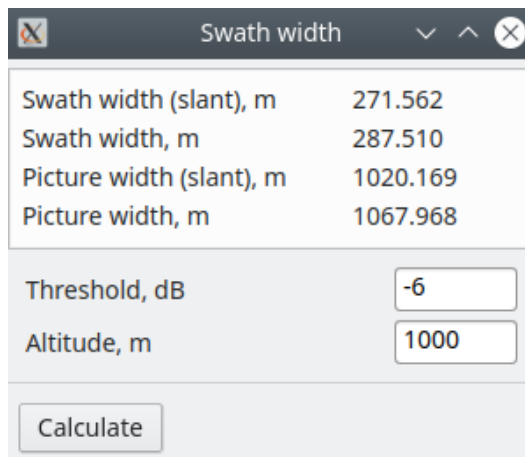 Swath width
Swath width (slant), m 271.562
Swath width, m 287.510
Picture width (slant), m 1020.169
Picture width, m 1067.968
Threshold, dB -6
Altitude, m 1000
Calculate